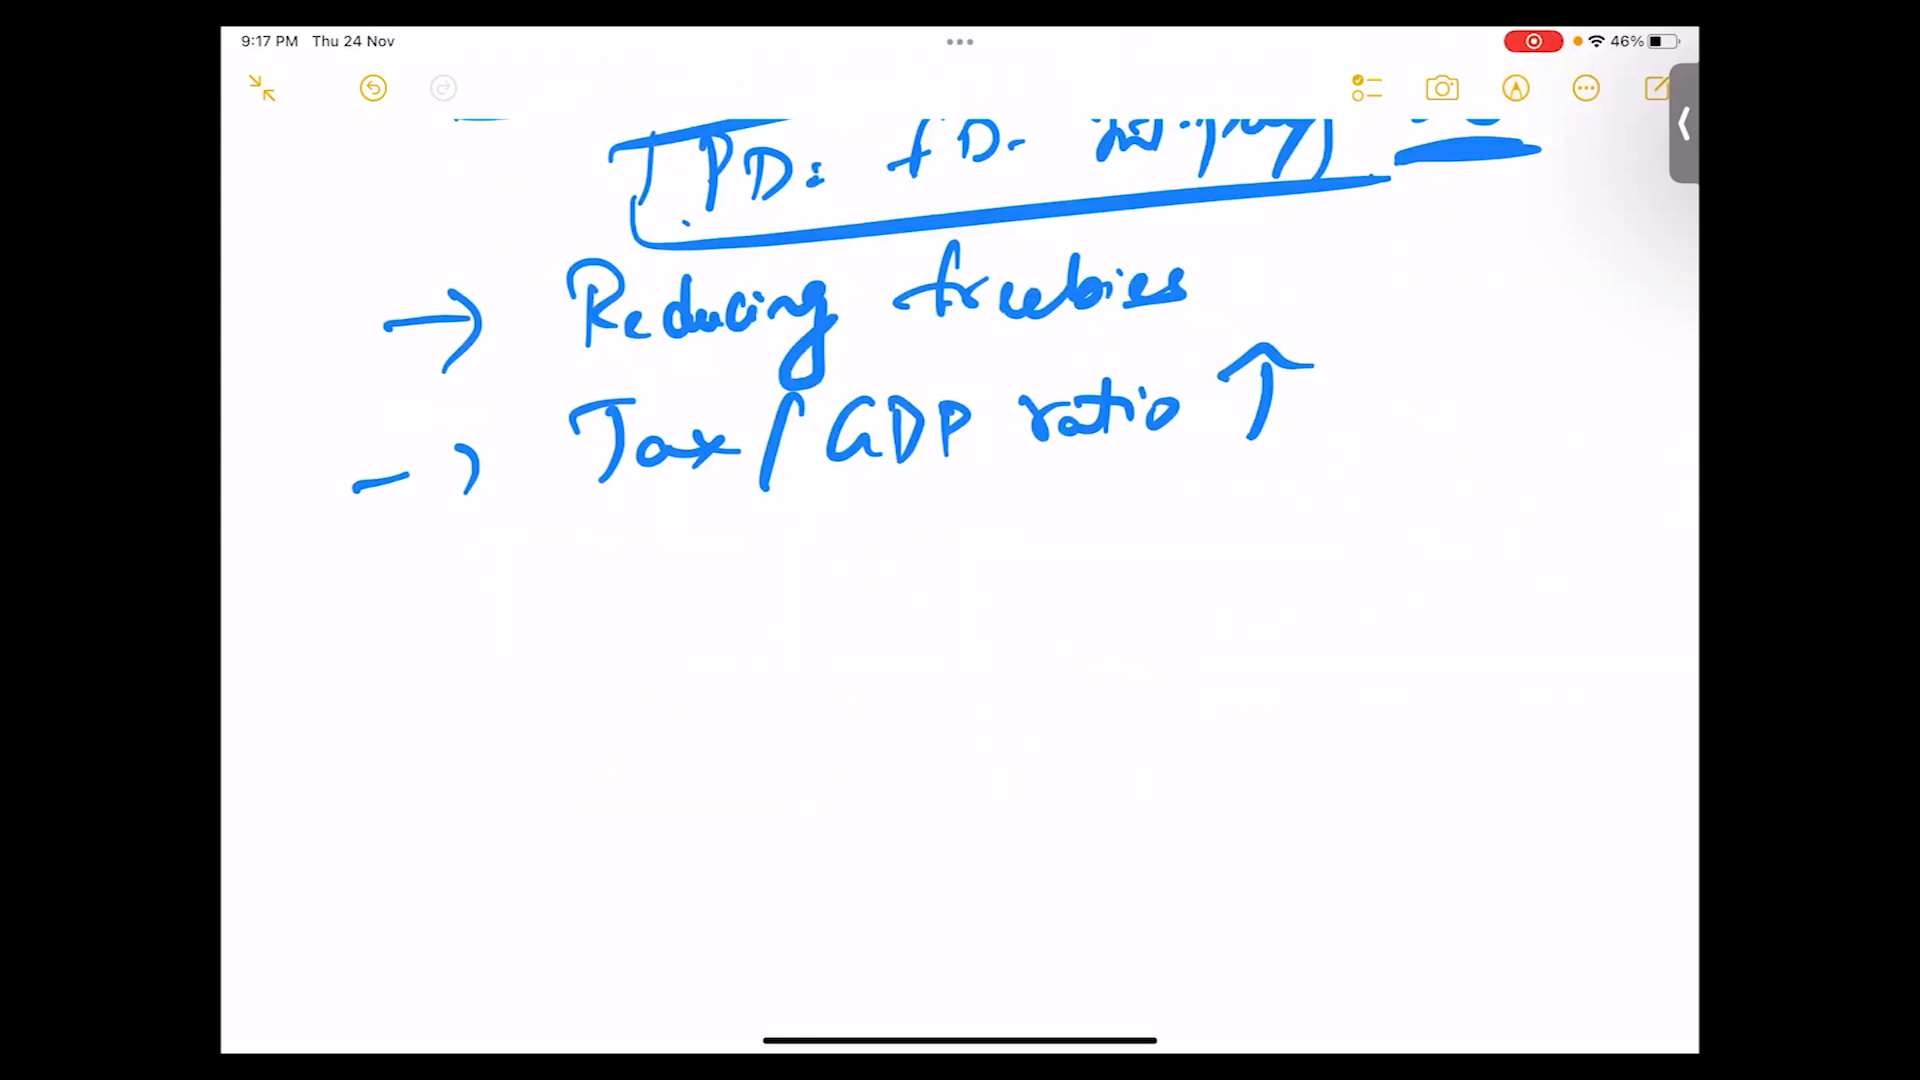 9:17 PM Thu 24 Nov
46%
PD: FD-
→ Reducing freebies
→ Tax/GDP ratio ↑